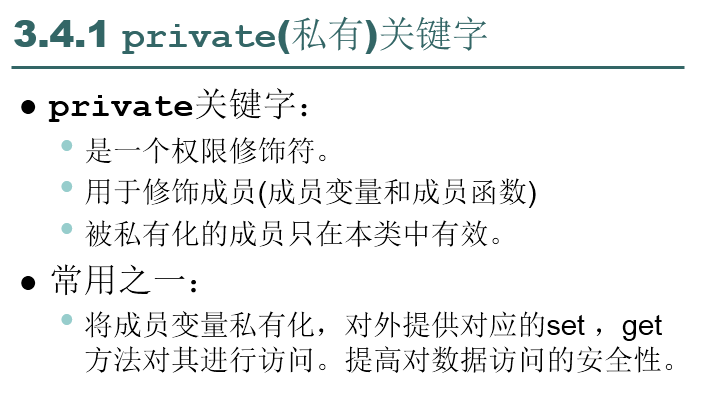 3.4.1 private(私有)关键字
private关键字：
是一个权限修饰符。
用于修饰成员(成员变量和成员函数)
被私有化的成员只在本类中有效。
常用之一：
将成员变量私有化，对外提供对应的set ，get
方法对其进行访问。提高对数据访问的安全性。